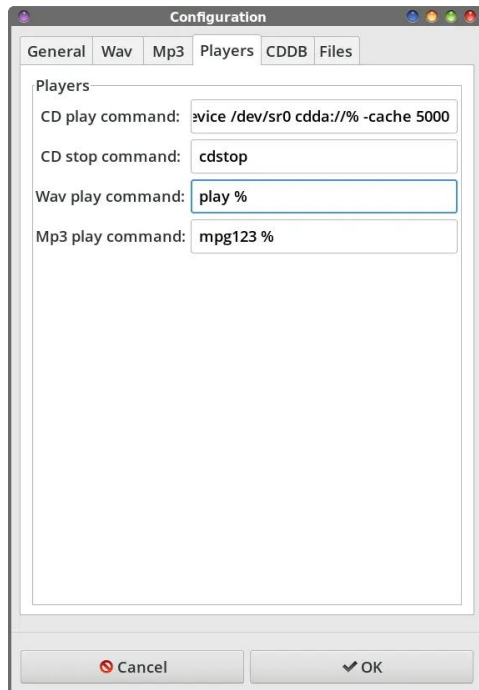 Configuration
General Wav Mp3 Players CDDB Files
Players
CD play command: evice /dev/sr0 cdda://% -cache 5000
CD stop command: cdstop
Wav play command: play %
Mp3 play command: mpg123 %
Cancel OK